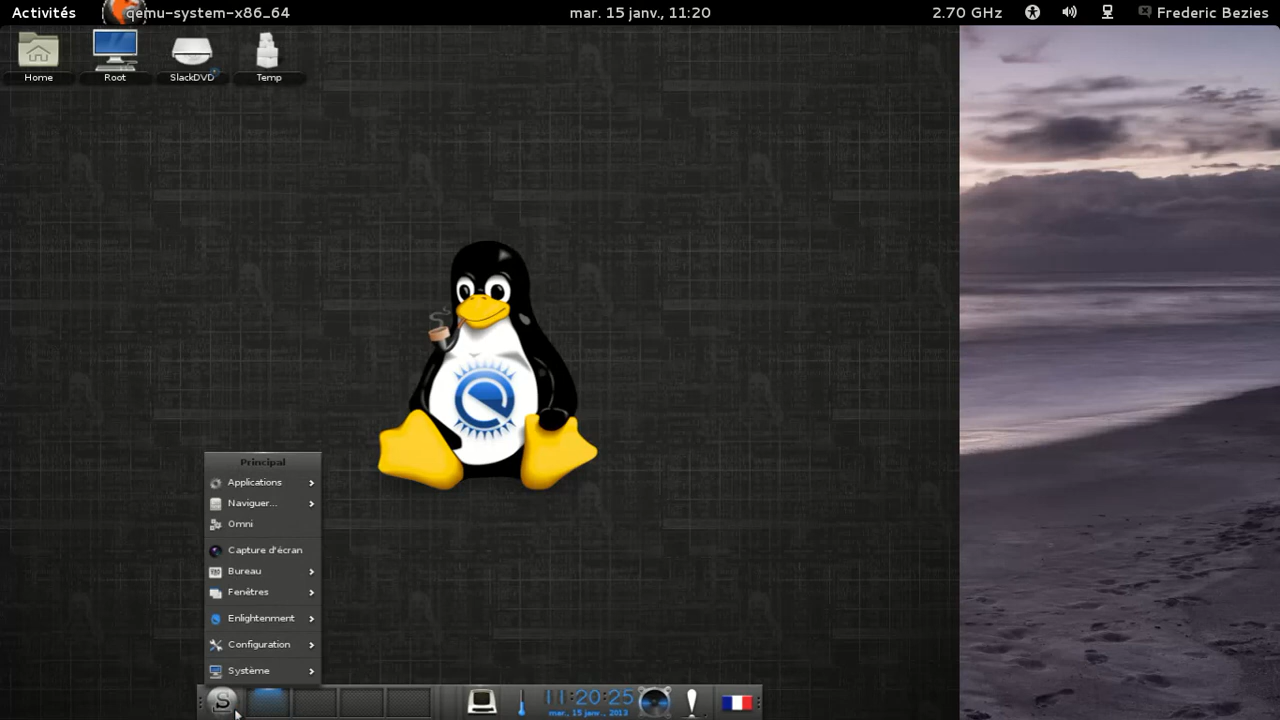 Activités qemu-system-x86_64 mar. 15 janv., 11:20 2.70 GHz Frederic Bezies
Home Root SlackDVD Temp
Principal
Applications
Naviguer...
Omni
Capture d'écran
Bureau
Fenêtres
Enlightenment
Configuration
Système
S 11:20:25
mar., 15 janv., 2013